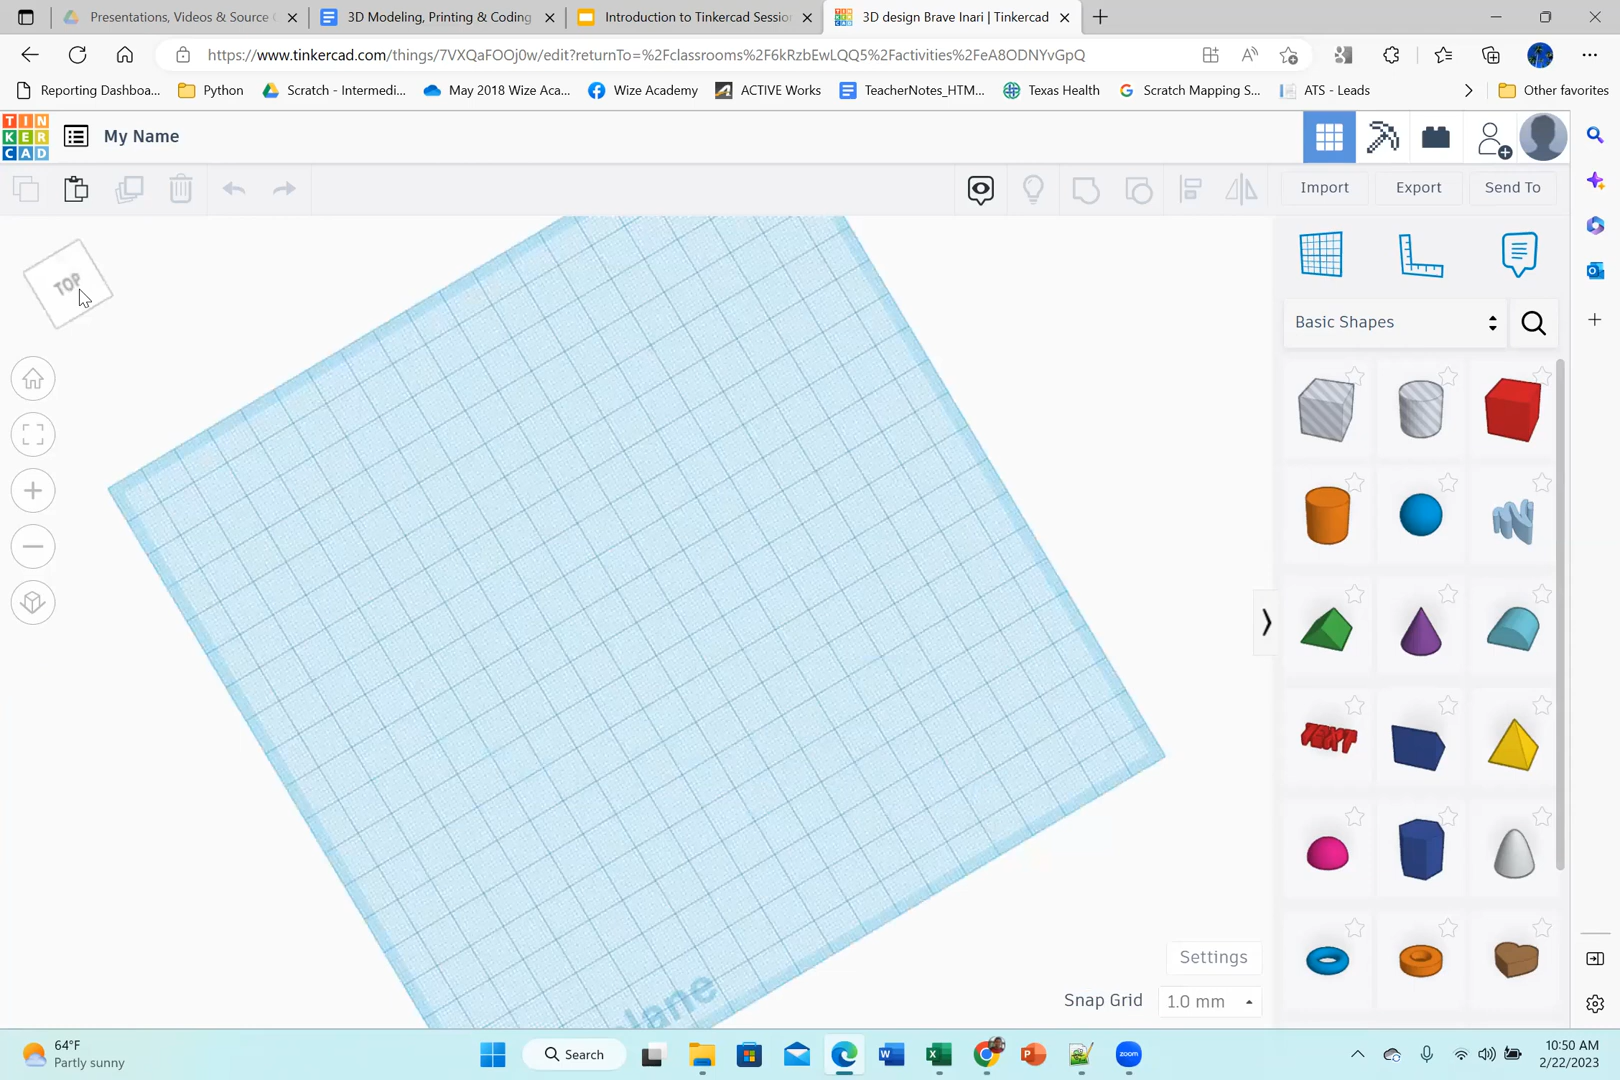 Presentations, Videos & Source
3D Modeling, Printing & Coding
Introduction to Tinkercad Sessi
3D design Brave Inari | Tinkercad
https://www.tinkercad.com/things/7VXQaFOOj0w/edit?returnTo=%2Fclassrooms%2F6kRzbEwLQQ5%2Factivities%2FeA8ODNYvGpQ
Reporting Dashboa...
Python
Scratch - Intermedi...
May 2018 Wize Aca...
Wize Academy
ACTIVE Works
TeacherNotes_HTM...
Texas Health
Scratch Mapping S...
ATS - Leads
Other favorites
TIN
KER
CAD
My Name
Import
Export
Send To
TOP
Basic Shapes
TEXT
Settings
Snap Grid
1.0 mm
lane
64°F
Partly sunny
Search
zoom
10:50 AM
2/22/2023